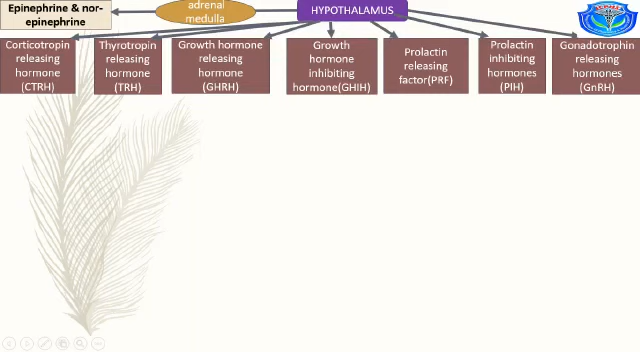 Epinephrine & nor-
epinephrine
adrenal
medulla
HYPOTHALAMUS
Corticotropin
releasing
hormone
(CTRH)
Thyrotropin
releasing
hormone
(TRH)
Growth hormone
releasing
hormone
(GHRH)
Growth
hormone
inhibiting
hormone(GHIH)
Prolactin
releasing
factor(PRF)
Prolactin
inhibiting
hormones
(PIH)
Gonadotrophin
releasing
hormones
(GnRH)